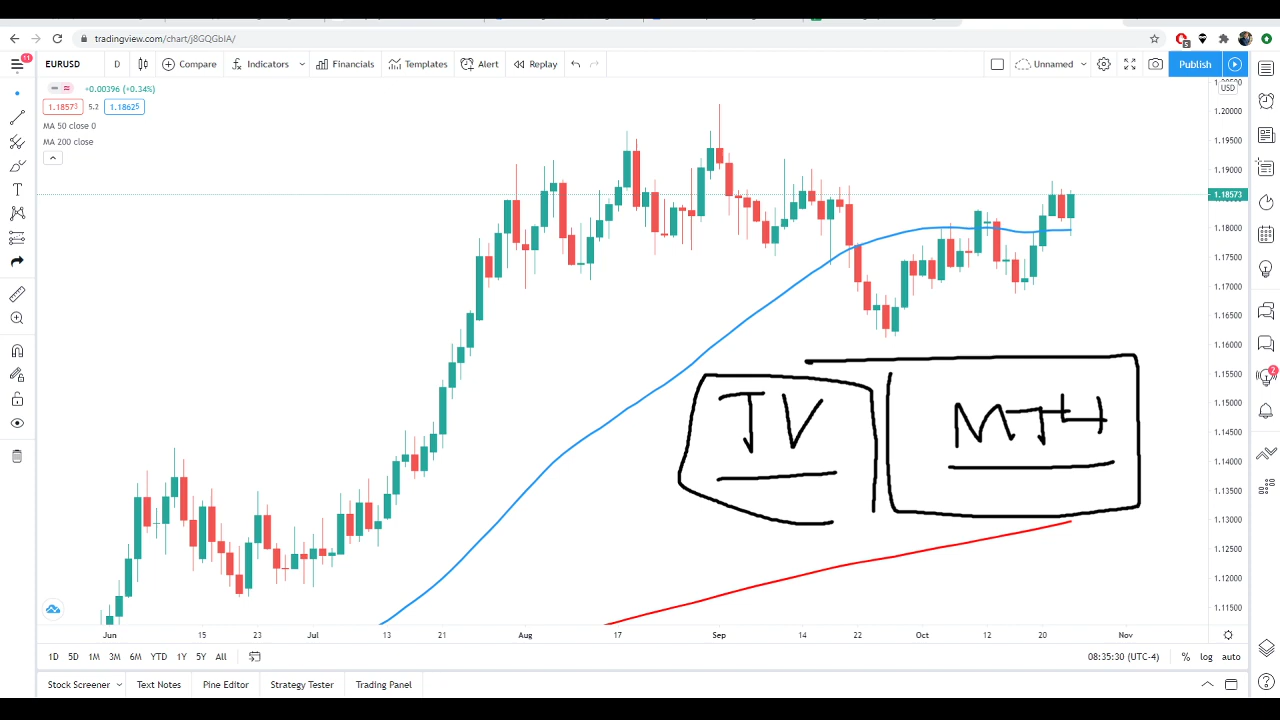 tradingview.com/chart/j8GQGbIA/
11
EURUSD D Compare Indicators Financials Templates Alert Replay Unnamed Publish
+0.00396 (+0.34%)
1.18573 5.2 1.18625
MA 50 close 0
MA 200 close
USD
1.20000
1.19500
1.19000
1.18573
1.18000
1.17500
1.17000
1.16500
1.16000
1.15500
1.15000
1.14500
1.14000
1.13500
1.13000
1.12500
1.12000
1.11500
TV MTH
2
Jun 15 23 Jul 13 21 Aug 17 Sep 14 22 Oct 12 20 Nov
1D 5D 1M 3M 6M YTD 1Y 5Y All 08:35:30 (UTC-4) % log auto
Stock Screener Text Notes Pine Editor Strategy Tester Trading Panel